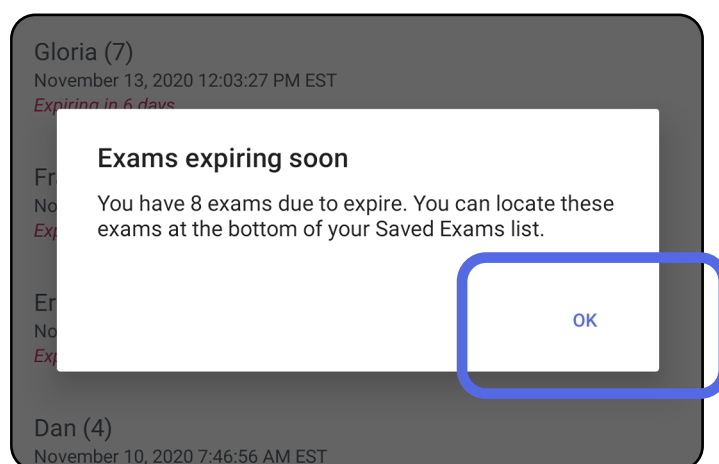 Gloria (7)
November 13, 2020 12:03:27 PM EST
Expiring in 6 days
Exams expiring soon
You have 8 exams due to expire. You can locate these
exams at the bottom of your Saved Exams list.
OK
Dan (4)
November 10, 2020 7:46:56 AM EST